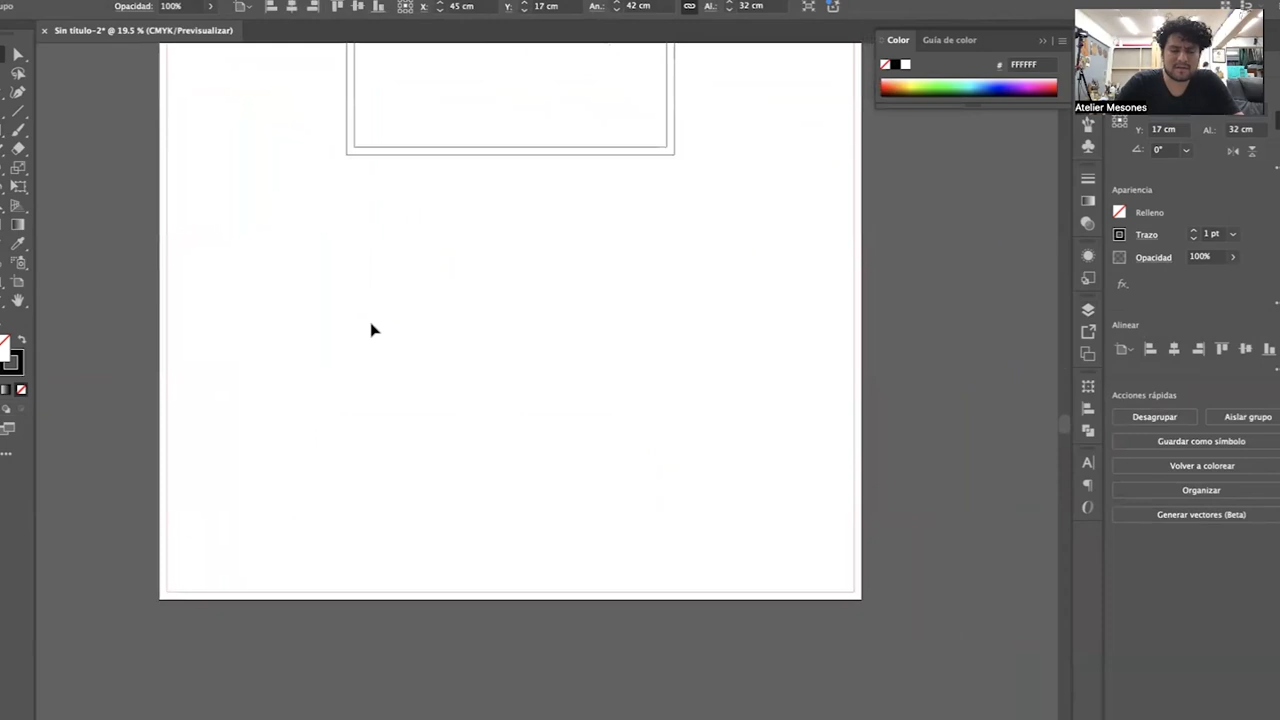 upo
Opacidad: 100%
X: 45 cm
Y: 17 cm
An.: 42 cm
Al.: 32 cm
Sin título-2* @ 19.5 % (CMYK/Previsualizar)
Color
Guía de color
# FFFFFF
Atelier Mesones
Y: 17 cm
Al.: 32 cm
0°
Apariencia
Relleno
Trazo
1 pt
Opacidad
100%
fx.
Alinear
Acciones rápidas
Desagrupar
Aislar grupo
Guardar como símbolo
Volver a colorear
Organizar
Generar vectores (Beta)